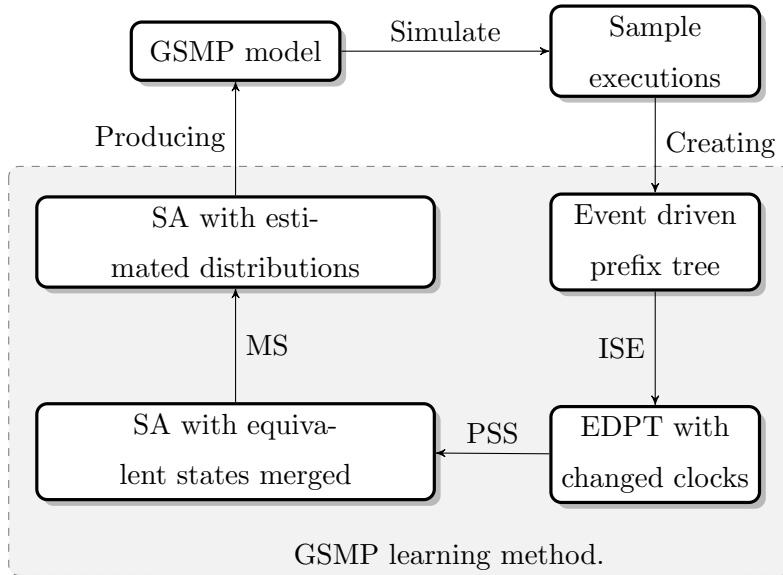 GSMP model
Simulate
Sample
executions
Producing
Creating
SA with esti-
mated distributions
Event driven
prefix tree
MS
ISE
SA with equiva-
lent states merged
PSS
EDPT with
changed clocks
GSMP learning method.